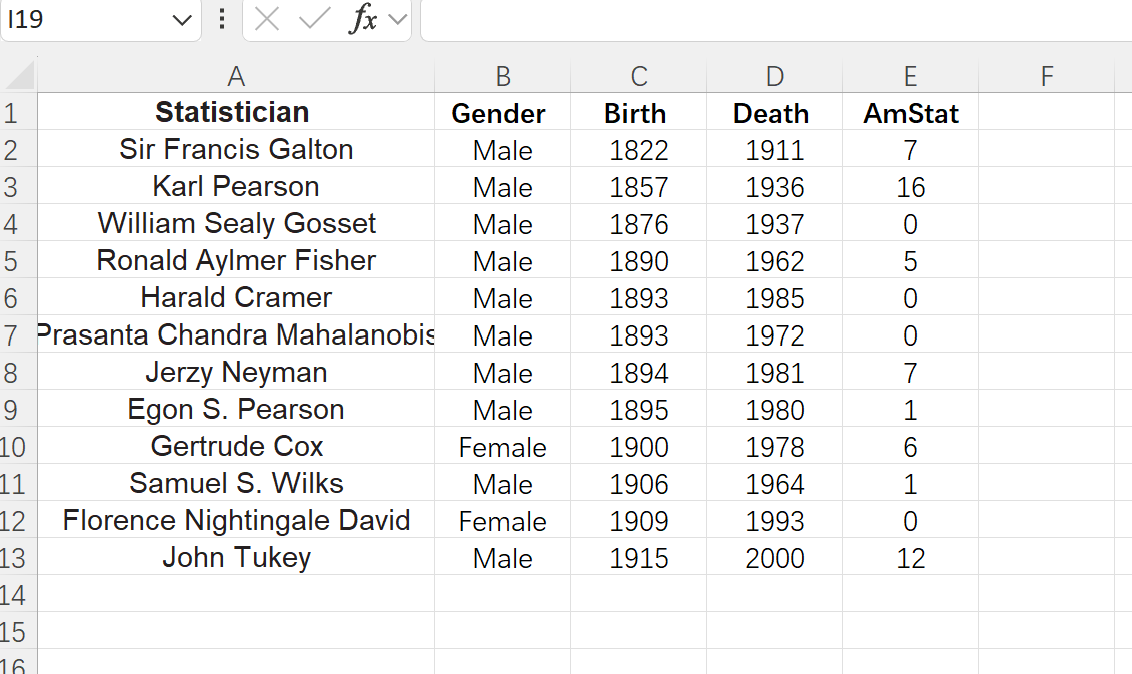 I19 fx
A B C D E F
1 Statistician Gender Birth Death AmStat
2 Sir Francis Galton Male 1822 1911 7
3 Karl Pearson Male 1857 1936 16
4 William Sealy Gosset Male 1876 1937 0
5 Ronald Aylmer Fisher Male 1890 1962 5
6 Harald Cramer Male 1893 1985 0
7 Prasanta Chandra Mahalanobis Male 1893 1972 0
8 Jerzy Neyman Male 1894 1981 7
9 Egon S. Pearson Male 1895 1980 1
10 Gertrude Cox Female 1900 1978 6
11 Samuel S. Wilks Male 1906 1964 1
12 Florence Nightingale David Female 1909 1993 0
13 John Tukey Male 1915 2000 12
14
15
16